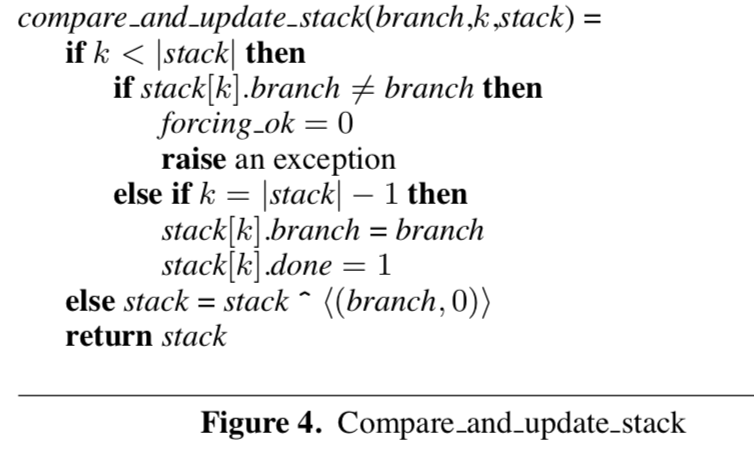 compare_and_update_stack(branch,k,stack) =
if k < |stack| then
if stack[k].branch ≠ branch then
forcing_ok = 0
raise an exception
else if k = |stack| − 1 then
stack[k].branch = branch
stack[k].done = 1
else stack = stack ^ ⟨(branch, 0)⟩
return stack
Figure 4. Compare_and_update_stack